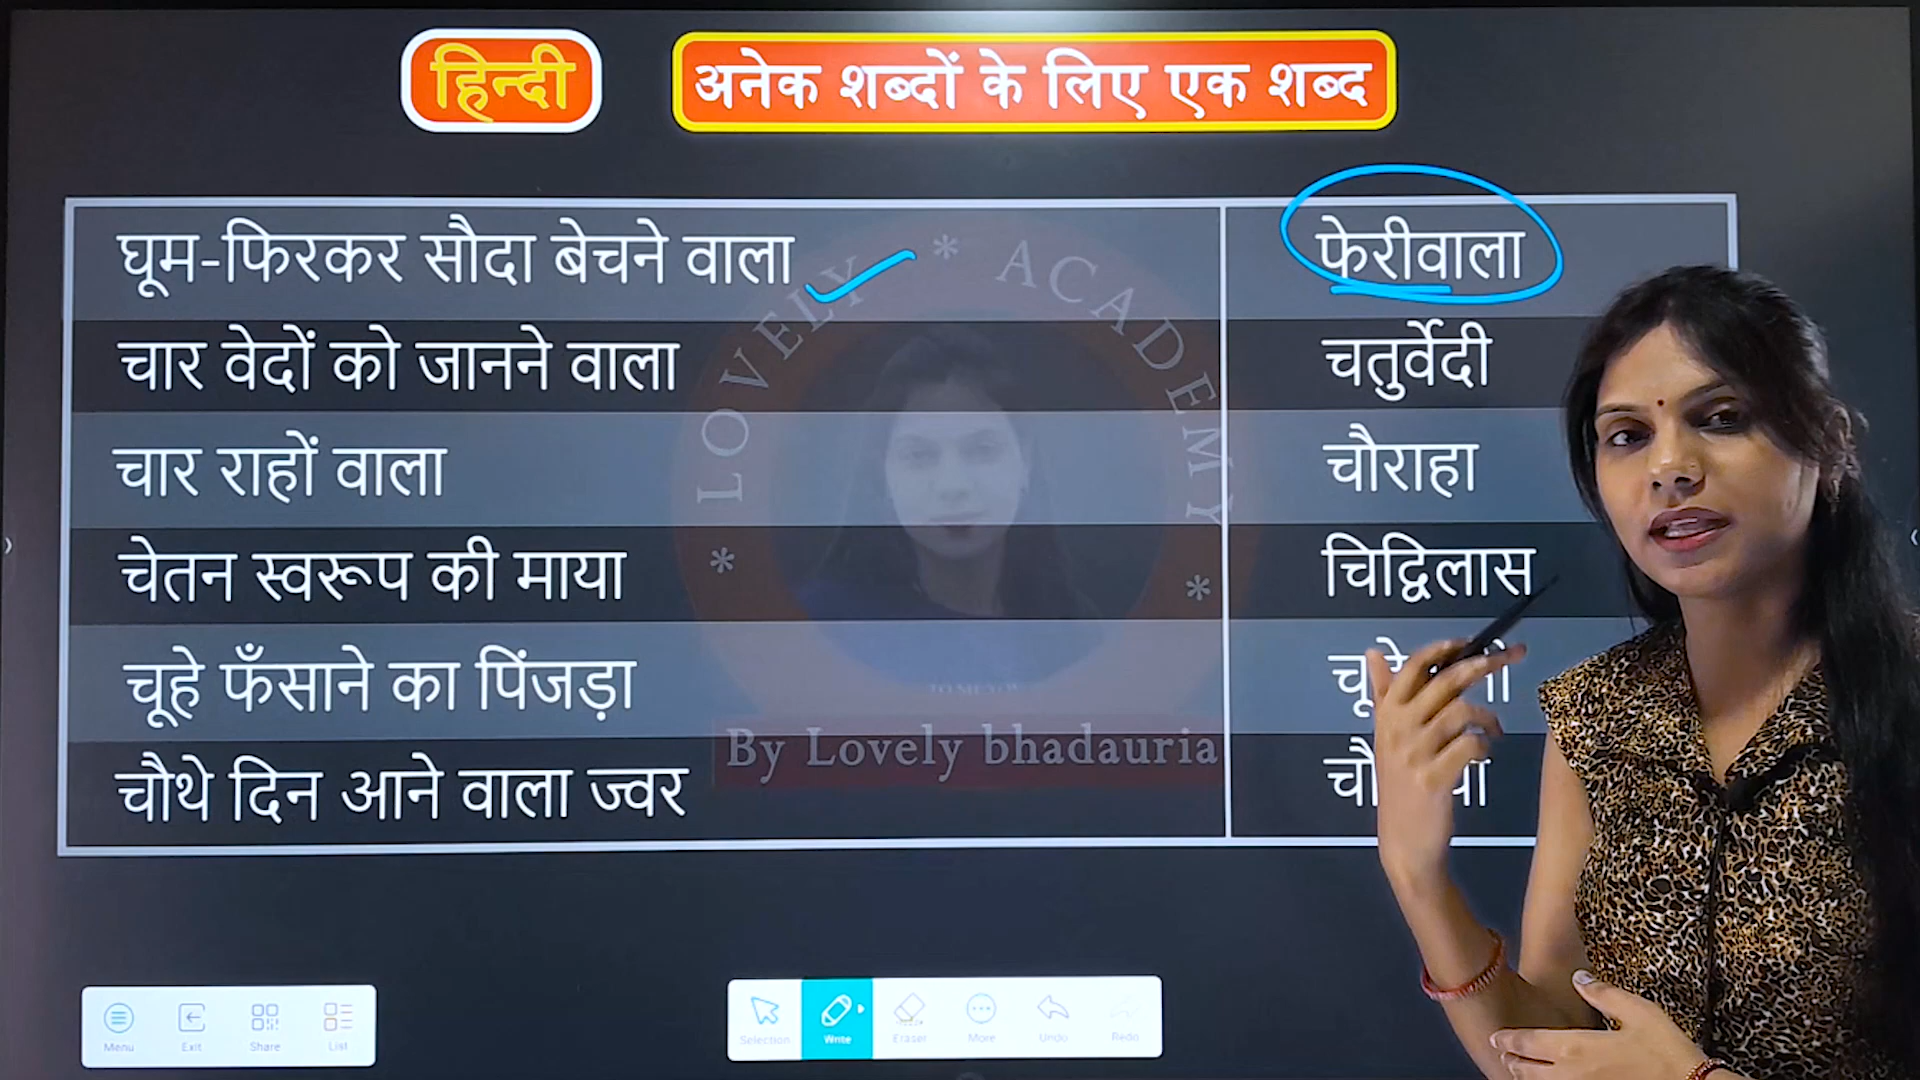 हिन्दी
अनेक शब्दों के लिए एक शब्द
घूम-फिरकर सौदा बेचने वाला फेरीवाला
चार वेदों को जानने वाला चतुर्वेदी
चार राहों वाला चौराहा
चेतन स्वरूप की माया चिद्विलास
चूहे फँसाने का पिंजड़ा
चौथे दिन आने वाला ज्वर
* LOVELY * ACADEMY *
By Lovely bhadauria
Menu Exit Share List
Selection Write Eraser More Undo Redo